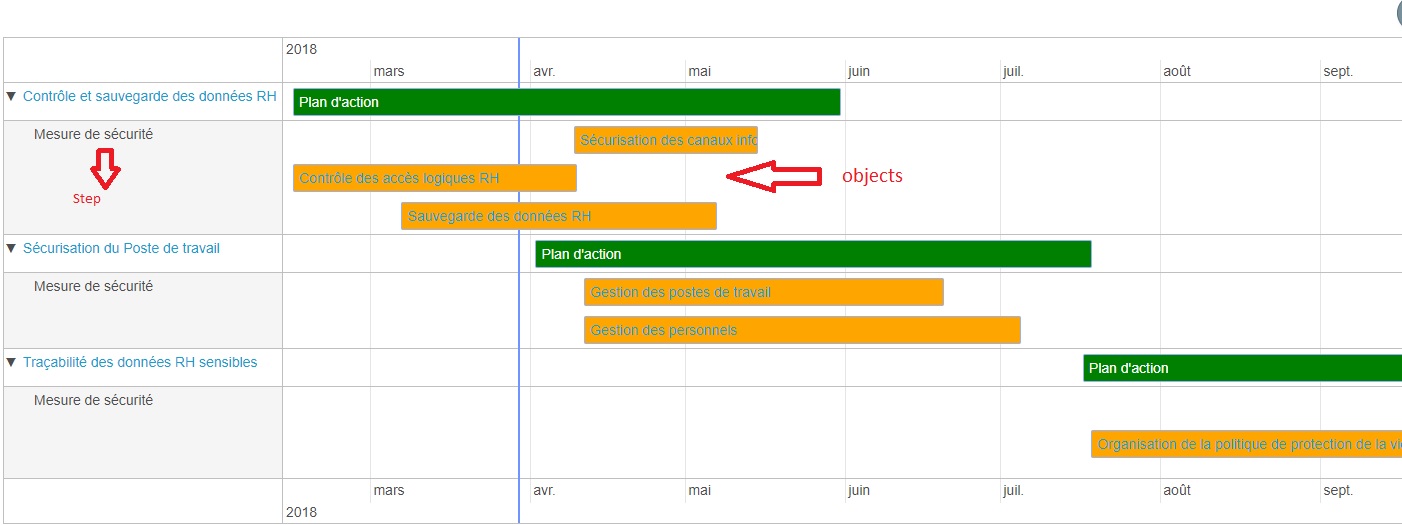 2018
mars avr. mai juin juil. août sept.
▼ Contrôle et sauvegarde des données RH Plan d'action
Mesure de sécurité Sécurisation des canaux info
Contrôle des accès logiques RH objects
Step
Sauvegarde des données RH
▼ Sécurisation du Poste de travail Plan d'action
Mesure de sécurité Gestion des postes de travail
Gestion des personnels
▼ Traçabilité des données RH sensibles Plan d'action
Mesure de sécurité
Organisation de la politique de protection de la vi
mars avr. mai juin juil. août sept.
2018